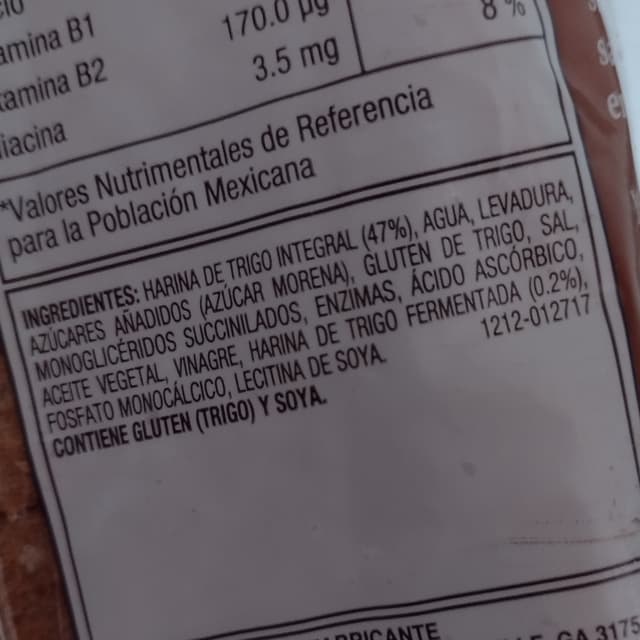 amina B1 170.0 µg
tamina B2 3.5 mg 8 %
iacina
*Valores Nutrimentales de Referencia
para la Población Mexicana
INGREDIENTES: HARINA DE TRIGO INTEGRAL (47%), AGUA, LEVADURA,
AZÚCARES AÑADIDOS (AZÚCAR MORENA), GLUTEN DE TRIGO, SAL,
MONOGLICÉRIDOS SUCCINILADOS, ENZIMAS, ÁCIDO ASCÓRBICO,
ACEITE VEGETAL, VINAGRE, HARINA DE TRIGO FERMENTADA (0.2%),
FOSFATO MONOCÁLCICO, LECITINA DE SOYA. 1212-012717
CONTIENE GLUTEN (TRIGO) Y SOYA.